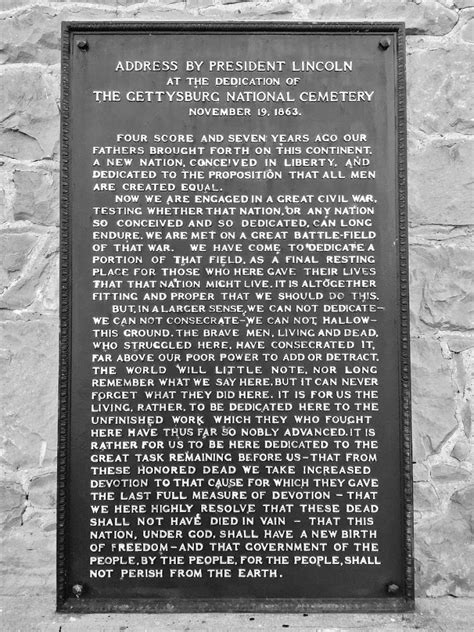 ADDRESS BY PRESIDENT LINCOLN
AT THE DEDICATION OF
THE GETTYSBURG NATIONAL CEMETERY
NOVEMBER 19, 1863.
FOUR SCORE AND SEVEN YEARS AGO OUR
FATHERS BROUGHT FORTH ON THIS CONTINENT,
A NEW NATION, CONCEIVED IN LIBERTY, AND
DEDICATED TO THE PROPOSITION THAT ALL MEN
ARE CREATED EQUAL.
NOW WE ARE ENGAGED IN A GREAT CIVIL WAR,
TESTING WHETHER THAT NATION, OR ANY NATION
SO CONCEIVED AND SO DEDICATED, CAN LONG
ENDURE. WE ARE MET ON A GREAT BATTLE-FIELD
OF THAT WAR. WE HAVE COME TO DEDICATE A
PORTION OF THAT FIELD, AS A FINAL RESTING
PLACE FOR THOSE WHO HERE GAVE THEIR LIVES
THAT THAT NATION MIGHT LIVE. IT IS ALTOGETHER
FITTING AND PROPER THAT WE SHOULD DO THIS.
BUT, IN A LARGER SENSE, WE CAN NOT DEDICATE–
WE CAN NOT CONSECRATE–WE CAN NOT HALLOW–
THIS GROUND. THE BRAVE MEN, LIVING AND DEAD,
WHO STRUGGLED HERE, HAVE CONSECRATED IT,
FAR ABOVE OUR POOR POWER TO ADD OR DETRACT.
THE WORLD WILL LITTLE NOTE, NOR LONG
REMEMBER WHAT WE SAY HERE, BUT IT CAN NEVER
FORGET WHAT THEY DID HERE. IT IS FOR US THE
LIVING, RATHER, TO BE DEDICATED HERE TO THE
UNFINISHED WORK WHICH THEY WHO FOUGHT
HERE HAVE THUS FAR SO NOBLY ADVANCED. IT IS
RATHER FOR US TO BE HERE DEDICATED TO THE
GREAT TASK REMAINING BEFORE US – THAT FROM
THESE HONORED DEAD WE TAKE INCREASED
DEVOTION TO THAT CAUSE FOR WHICH THEY GAVE
THE LAST FULL MEASURE OF DEVOTION – THAT
WE HERE HIGHLY RESOLVE THAT THESE DEAD
SHALL NOT HAVE DIED IN VAIN – THAT THIS
NATION, UNDER GOD, SHALL HAVE A NEW BIRTH
OF FREEDOM – AND THAT GOVERNMENT OF THE
PEOPLE, BY THE PEOPLE, FOR THE PEOPLE, SHALL
NOT PERISH FROM THE EARTH.